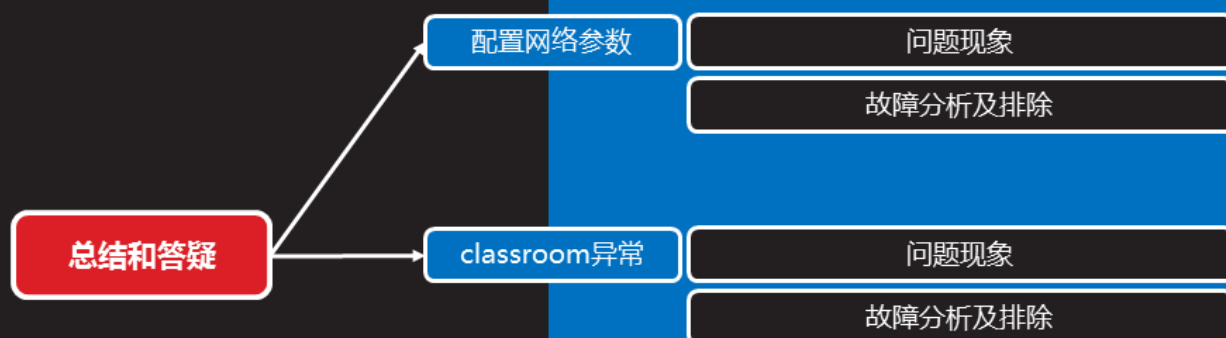 配置网络参数
问题现象
故障分析及排除
总结和答疑
classroom异常
问题现象
故障分析及排除